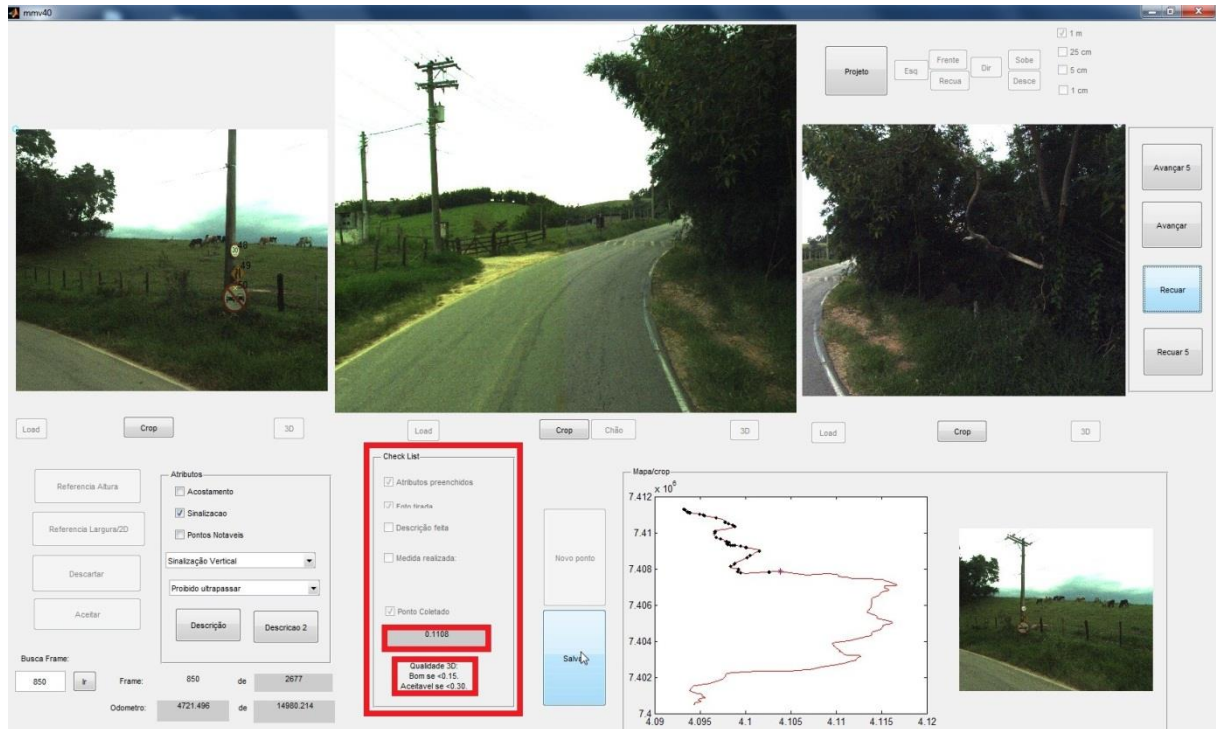 mmv40
Projeto
Esq
Frente
Recua
Dir
Sobe
Desce
1 m
25 cm
5 cm
1 cm
48
49
50
Avançar 5
Avançar
Recuar
Recuar 5
Load
Crop
3D
Load
Crop
Chão
3D
Load
Crop
3D
Referencia Altura
Referencia Largura/2D
Descartar
Aceitar
Atributos
Acostamento
Sinalizacao
Pontos Notaveis
Sinalização Vertical
Proibido ultrapassar
Descrição
Descricao 2
Busca Frame:
850
Ir
Frame:
850
de
2677
Odometro:
4721.496
de
14980.214
Check List
Atributos preenchidos
Foto tirada
Descrição feita
Medida realizada:
Ponto Coletado
0.1108
Qualidade 3D:
Bom se <0.15.
Aceitavel se <0.30.
Novo ponto
Salvar
Mapa/crop
x 10⁶
7.412
7.41
7.408
7.406
7.404
7.402
7.4
4.09
4.095
4.1
4.105
4.11
4.115
4.12